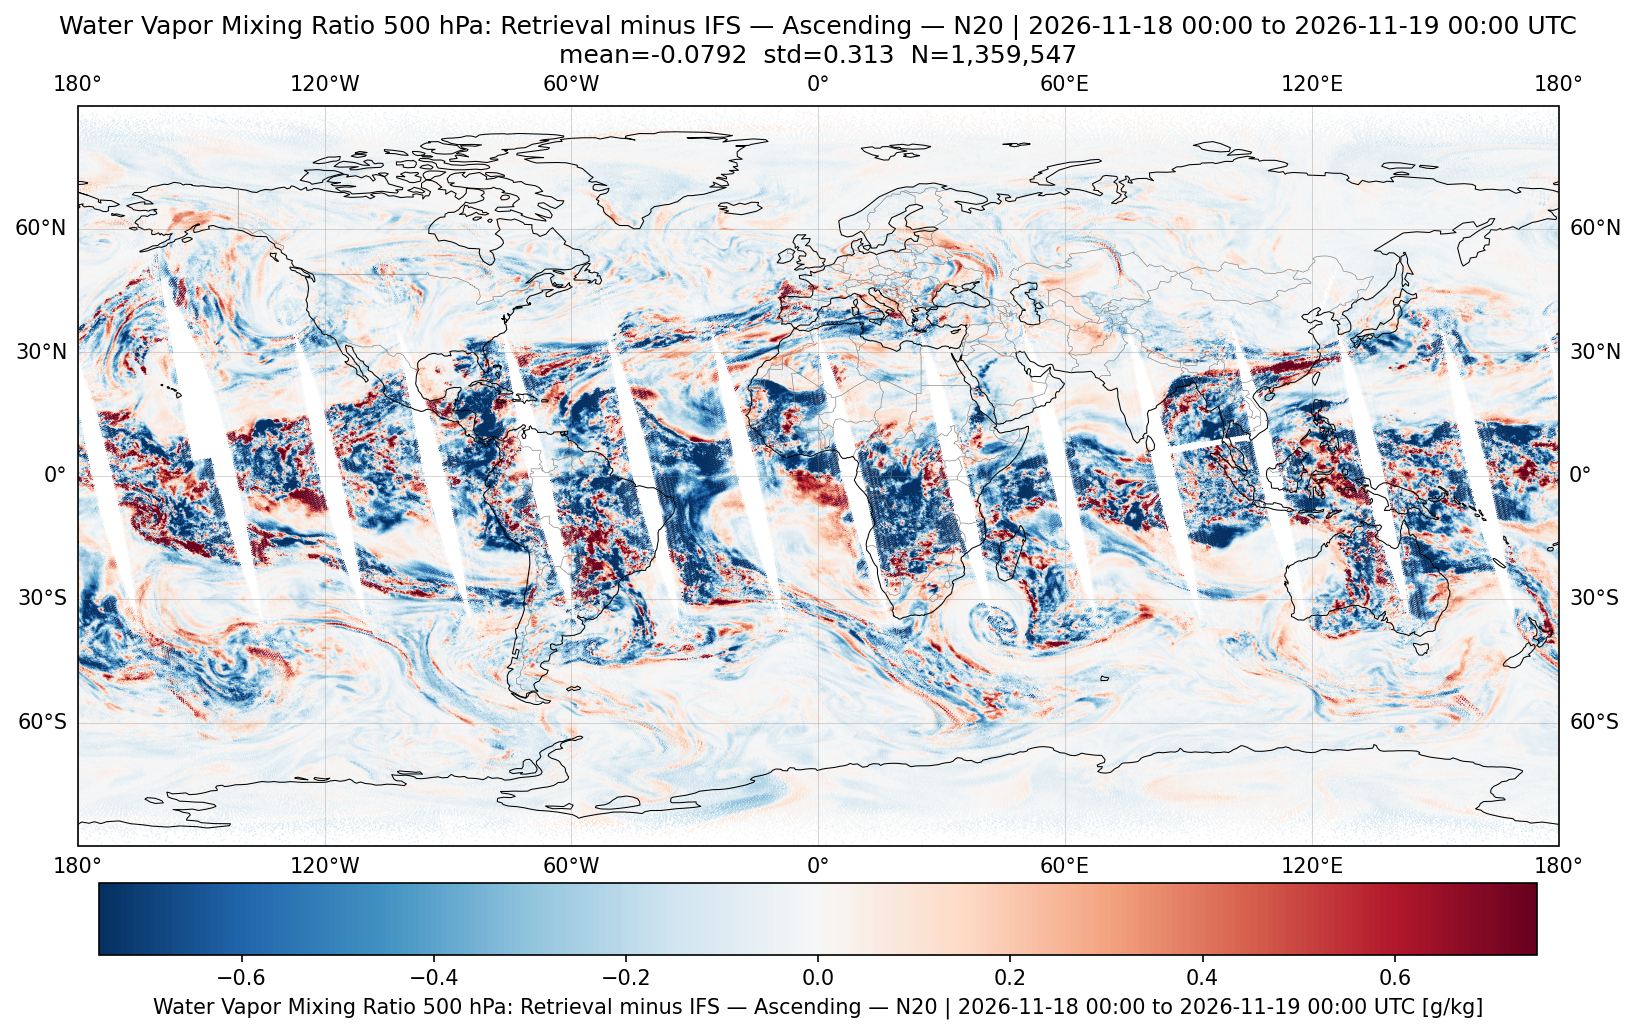 Water Vapor Mixing Ratio 500 hPa: Retrieval minus IFS — Ascending — N20 | 2026-11-18 00:00 to 2026-11-19 00:00 UTC
mean=-0.0792  std=0.313  N=1,359,547
180° 120°W 60°W 0° 60°E 120°E 180°
60°N 60°N
30°N 30°N
0° 0°
30°S 30°S
60°S 60°S
180° 120°W 60°W 0° 60°E 120°E 180°
−0.6 −0.4 −0.2 0.0 0.2 0.4 0.6
Water Vapor Mixing Ratio 500 hPa: Retrieval minus IFS — Ascending — N20 | 2026-11-18 00:00 to 2026-11-19 00:00 UTC [g/kg]